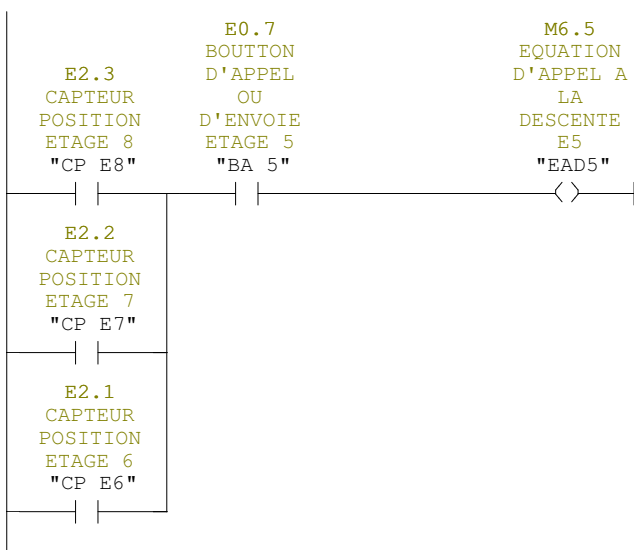 E0.7
BOUTTON
D'APPEL
OU
D'ENVOIE
ETAGE 5
"BA 5"
M6.5
EQUATION
D'APPEL A
LA
DESCENTE
E5
"EAD5"
E2.3
CAPTEUR
POSITION
ETAGE 8
"CP E8"
E2.2
CAPTEUR
POSITION
ETAGE 7
"CP E7"
E2.1
CAPTEUR
POSITION
ETAGE 6
"CP E6"